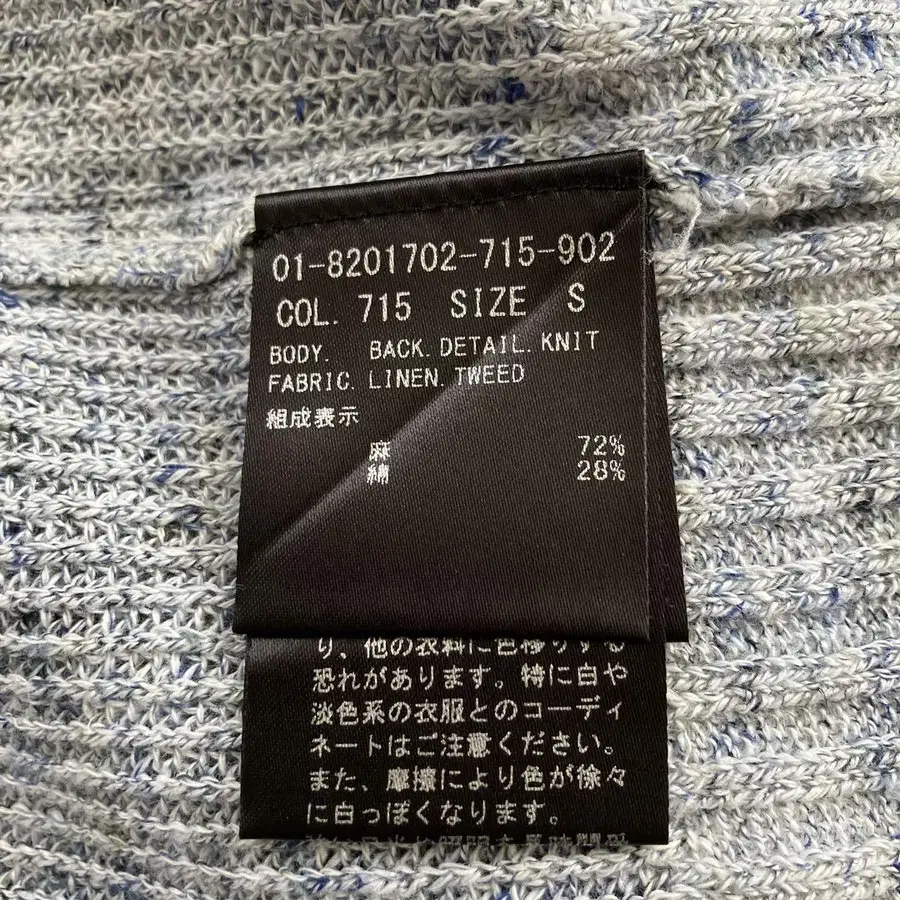 01-8201702-715-902
COL. 715 SIZE S
BODY. BACK. DETAIL. KNIT
FABRIC. LINEN. TWEED
組成表示
麻 72%
綿 28%
り、他の衣料に色移りする
恐れがあります。特に白や
淡色系の衣服とのコーディ
ネートはご注意ください。
また、摩擦により色が徐々
に白っぽくなります。